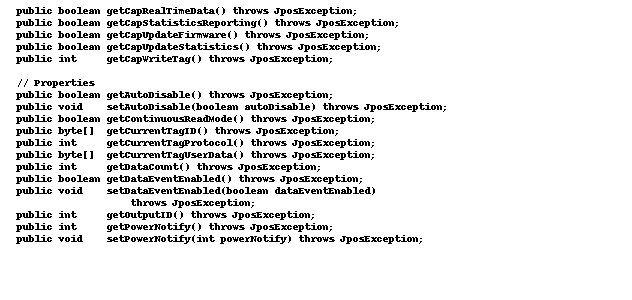 public boolean getCapRealTimeData() throws JposException;
public boolean getCapStatisticsReporting() throws JposException;
public boolean getCapUpdateFirmware() throws JposException;
public boolean getCapUpdateStatistics() throws JposException;
public int     getCapWriteTag() throws JposException;

// Properties
public boolean getAutoDisable() throws JposException;
public void    setAutoDisable(boolean autoDisable) throws JposException;
public boolean getContinuousReadMode() throws JposException;
public byte[]  getCurrentTagID() throws JposException;
public int     getCurrentTagProtocol() throws JposException;
public byte[]  getCurrentTagUserData() throws JposException;
public int     getDataCount() throws JposException;
public boolean getDataEventEnabled() throws JposException;
public void    setDataEventEnabled(boolean dataEventEnabled)
                   throws JposException;
public int     getOutputID() throws JposException;
public int     getPowerNotify() throws JposException;
public void    setPowerNotify(int powerNotify) throws JposException;